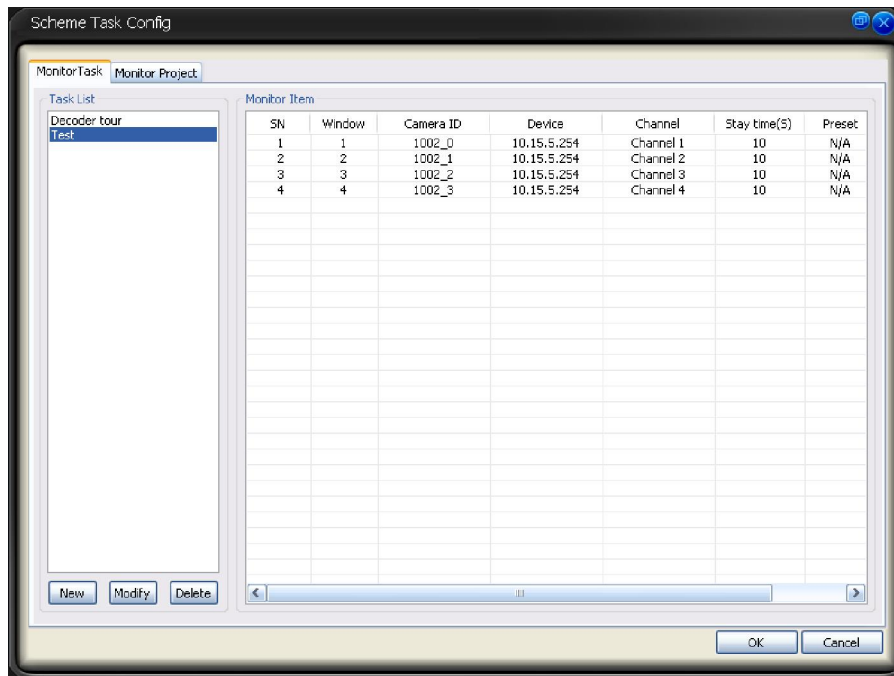 Scheme Task Config
MonitorTask Monitor Project
Task List
Decoder tour
Test
New Modify Delete
Monitor Item
SN Window Camera ID Device Channel Stay time(S) Preset
1 1 1002_0 10.15.5.254 Channel 1 10 N/A
2 2 1002_1 10.15.5.254 Channel 2 10 N/A
3 3 1002_2 10.15.5.254 Channel 3 10 N/A
4 4 1002_3 10.15.5.254 Channel 4 10 N/A
OK Cancel